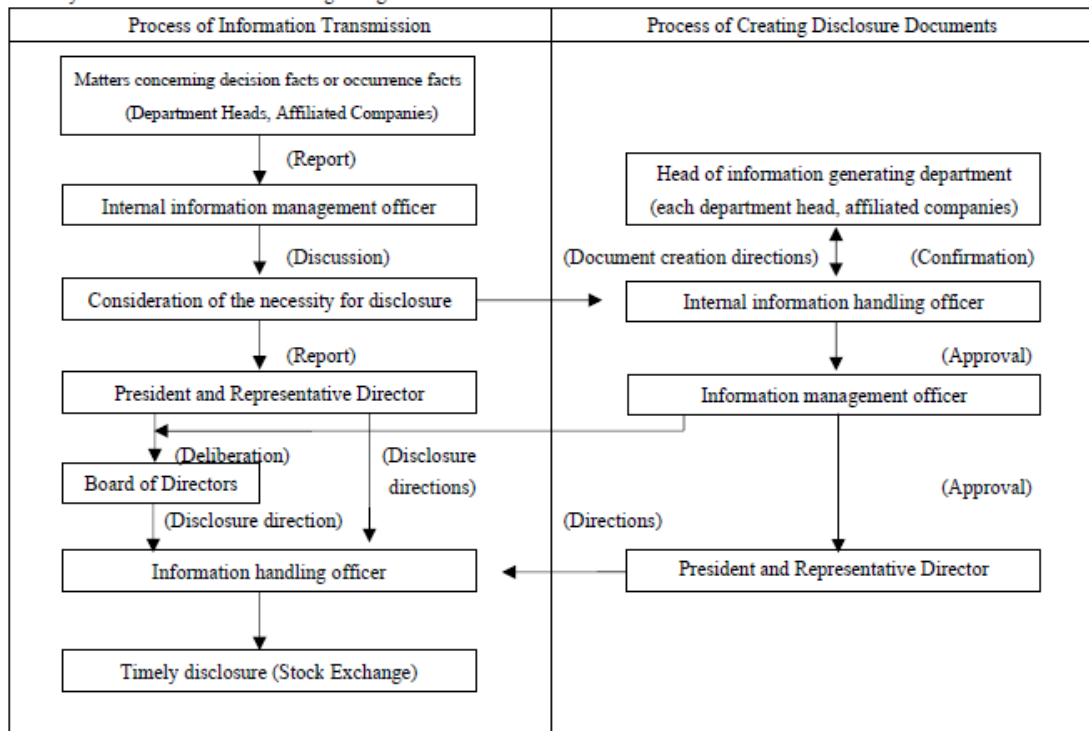 Process of Information Transmission
Matters concerning decision facts or occurrence facts
(Department Heads, Affiliated Companies)
(Report)
Internal information management officer
(Discussion)
Consideration of the necessity for disclosure
(Report)
President and Representative Director
(Deliberation)
(Disclosure
directions)
Board of Directors
(Disclosure direction)
Information handling officer
Timely disclosure (Stock Exchange)
Process of Creating Disclosure Documents
Head of information generating department
(each department head, affiliated companies)
(Document creation directions)
(Confirmation)
Internal information handling officer
(Approval)
Information management officer
(Approval)
(Directions)
President and Representative Director